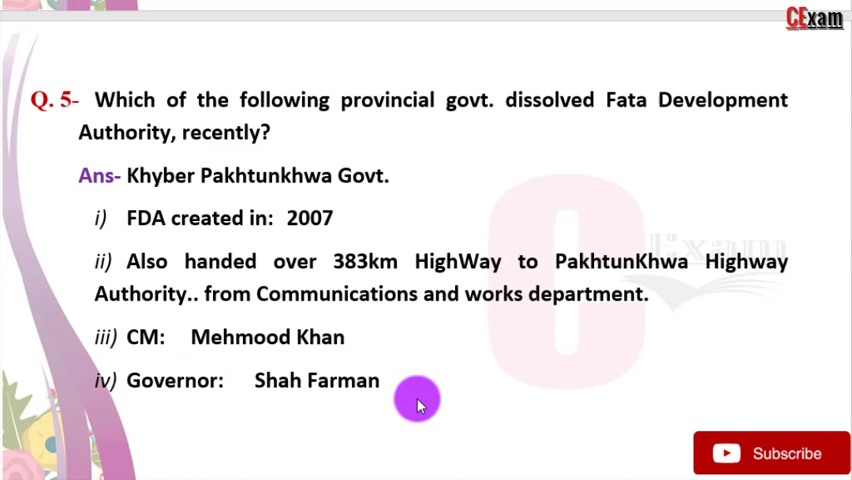 CExam
Q. 5- Which of the following provincial govt. dissolved Fata Development
Authority, recently?
Ans- Khyber Pakhtunkhwa Govt.
i) FDA created in: 2007
ii) Also handed over 383km HighWay to PakhtunKhwa Highway
Authority.. from Communications and works department.
iii) CM: Mehmood Khan
iv) Governor: Shah Farman
C Exam
Subscribe